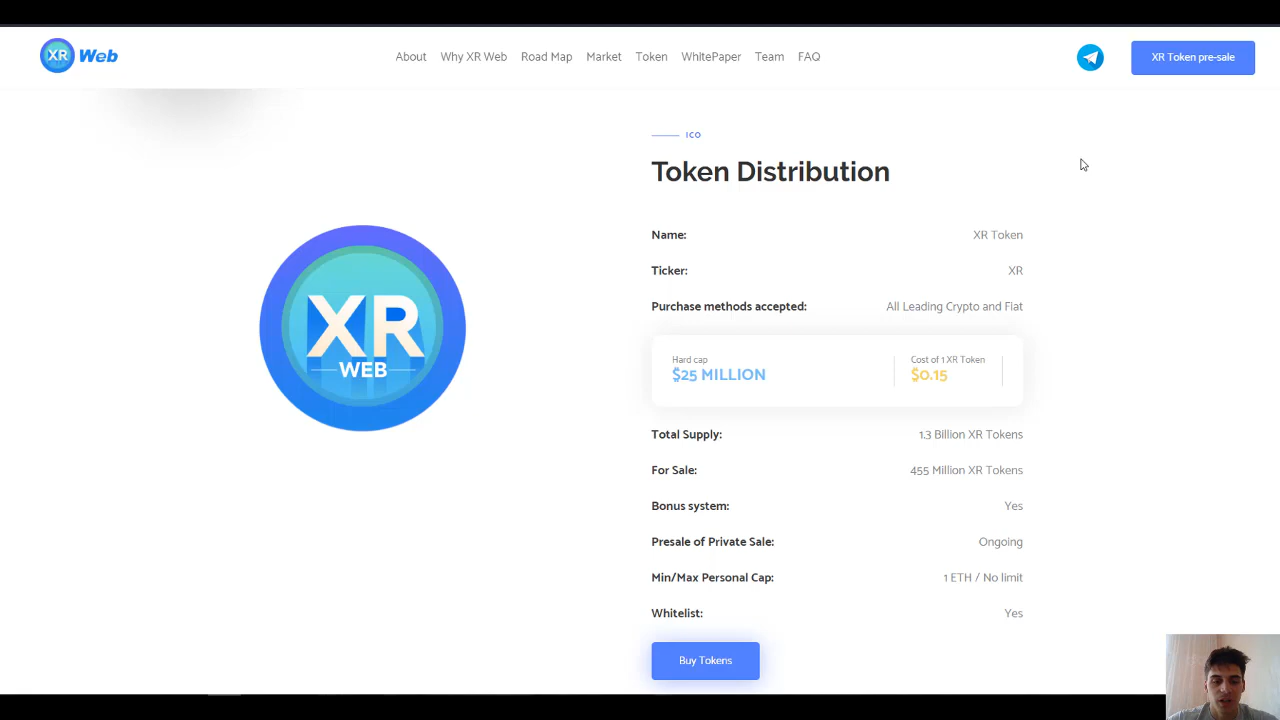 XR Web
About Why XR Web Road Map Market Token WhitePaper Team FAQ
XR Token pre-sale
ICO
Token Distribution
Name: XR Token
Ticker: XR
Purchase methods accepted: All Leading Crypto and Fiat
Hard cap Cost of 1 XR Token
$25 MILLION $0.15
XR
WEB
Total Supply: 1.3 Billion XR Tokens
For Sale: 455 Million XR Tokens
Bonus system: Yes
Presale of Private Sale: Ongoing
Min/Max Personal Cap: 1 ETH / No limit
Whitelist: Yes
Buy Tokens